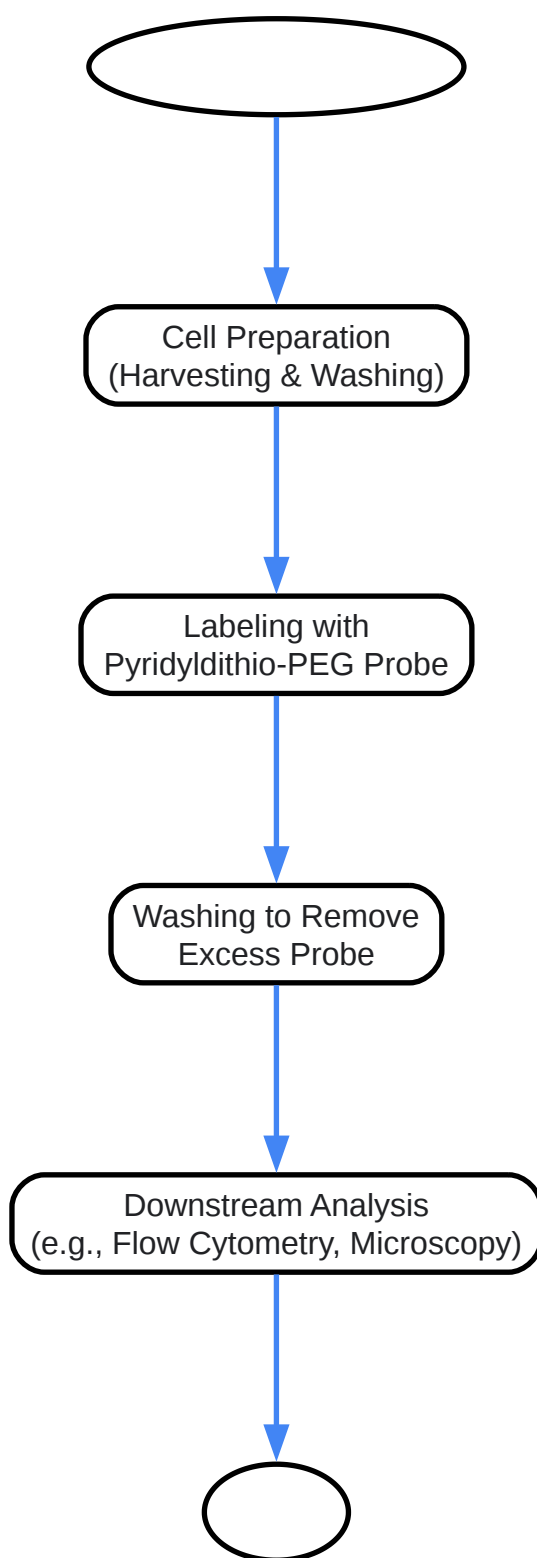 Cell Preparation
(Harvesting & Washing)
Labeling with
Pyridyldithio-PEG Probe
Washing to Remove
Excess Probe
Downstream Analysis
(e.g., Flow Cytometry, Microscopy)